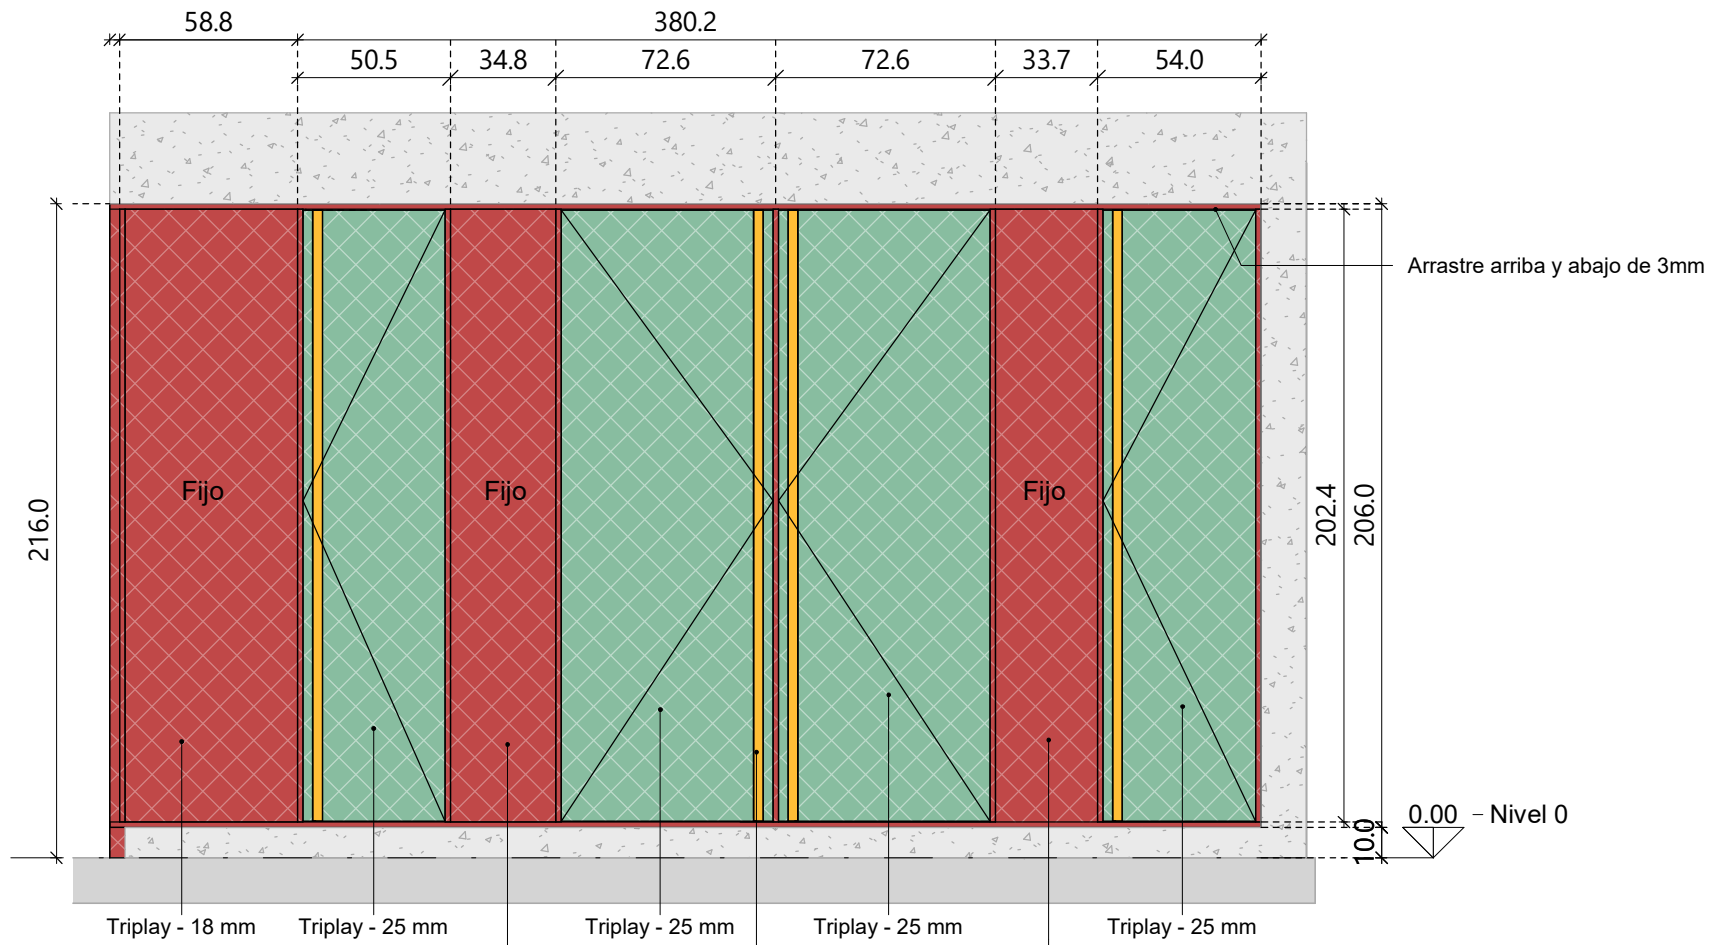 58.8 380.2
50.5 34.8 72.6 72.6 33.7 54.0
Arrastre arriba y abajo de 3mm
Fijo Fijo Fijo
216.0
202.4
206.0
10.0
0.00 Nivel 0
Triplay - 18 mm Triplay - 25 mm Triplay - 25 mm Triplay - 25 mm Triplay - 25 mm